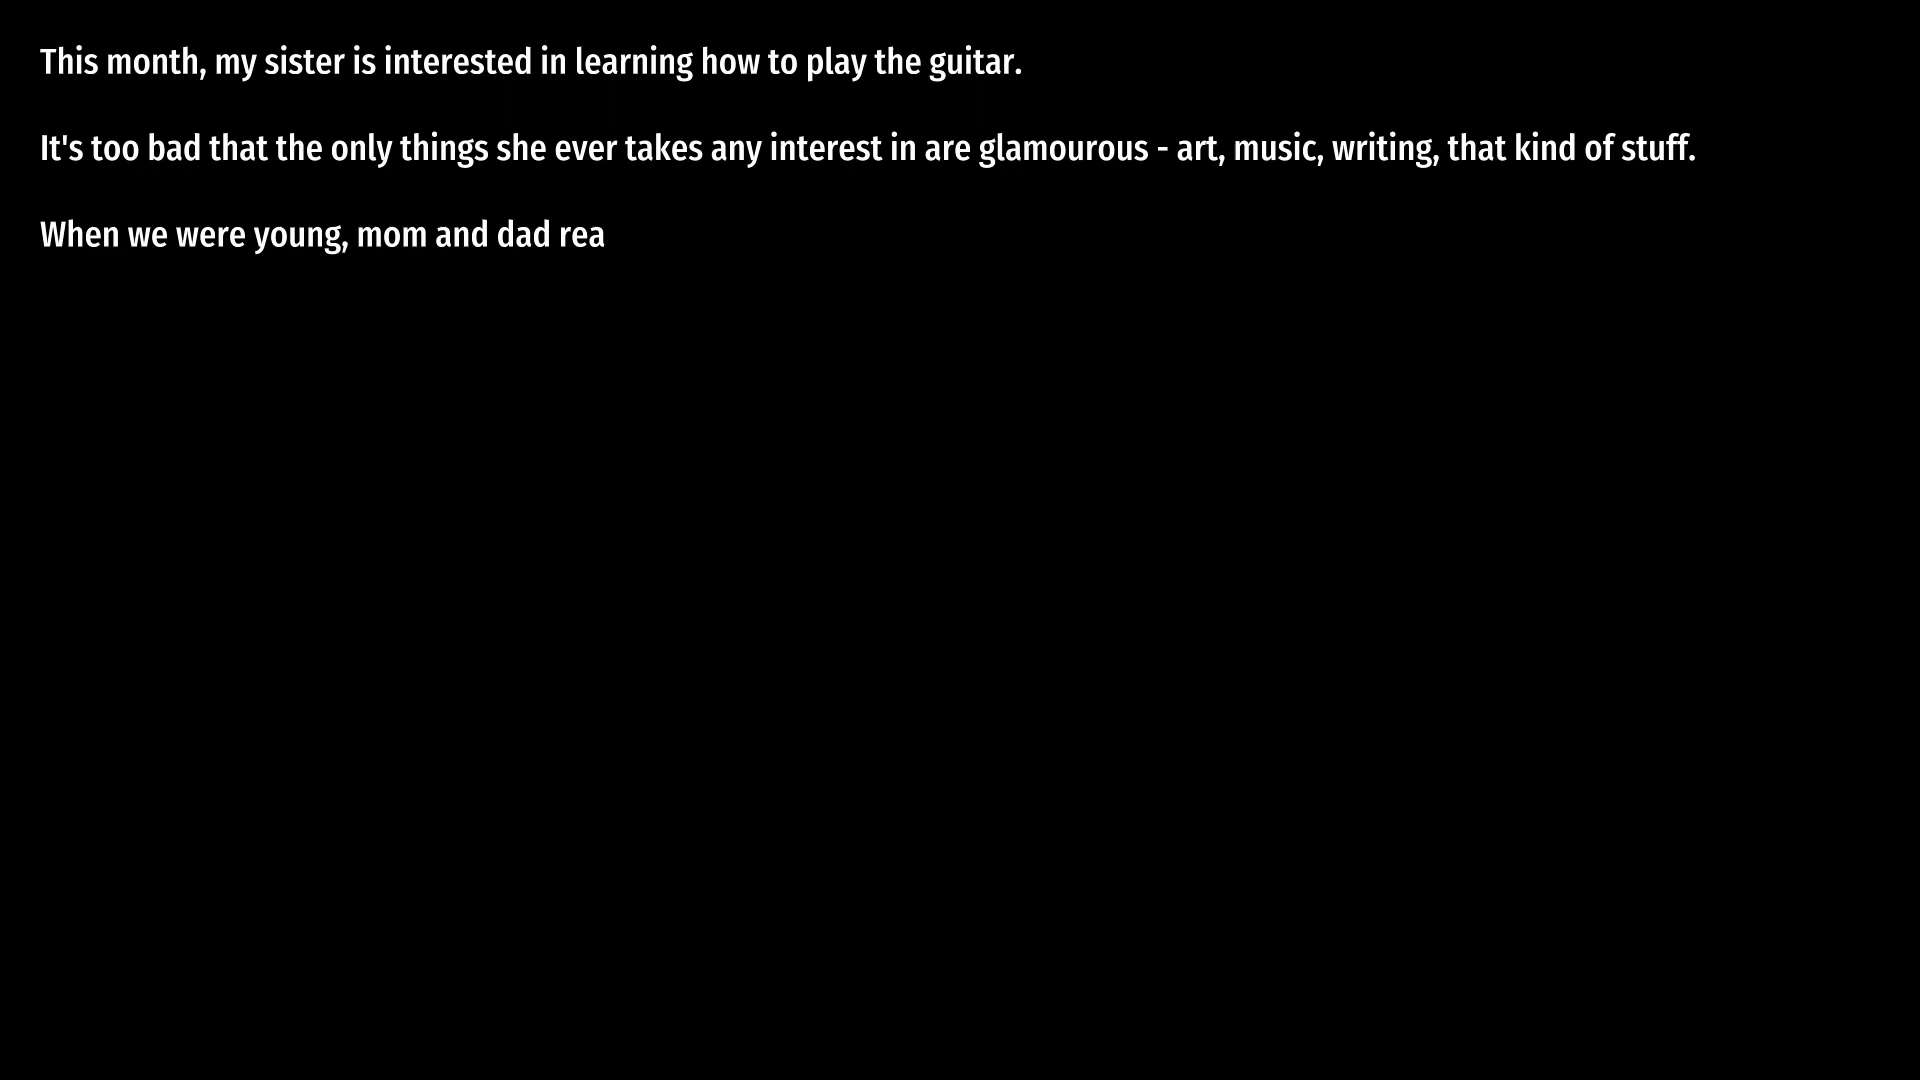 This month, my sister is interested in learning how to play the guitar.
It's too bad that the only things she ever takes any interest in are glamourous - art, music, writing, that kind of stuff.
When we were young, mom and dad rea